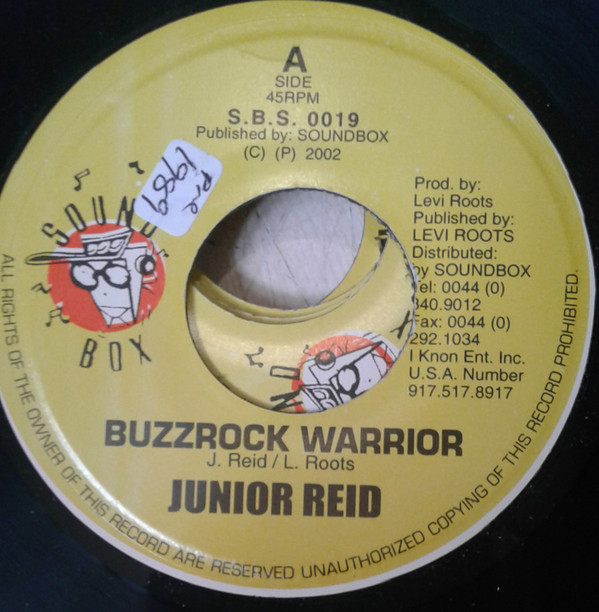 A
SIDE
45RPM
S.B.S. 0019
Published by: SOUNDBOX
(C) (P) 2002
1989
SOUND
BOX
Prod. by:
Levi Roots
Published by:
LEVI ROOTS
Distributed:
by SOUNDBOX
Tel: 0044 (0)
840.9012
Fax: 0044 (0)
292.1034
I Knon Ent. Inc.
U.S.A. Number
917.517.8917
BUZZROCK WARRIOR
J. Reid / L. Roots
JUNIOR REID
ALL RIGHTS OF THE OWNER OF THIS RECORD ARE RESERVED UNAUTHORIZED COPYING OF THIS RECORD PROHIBITED.